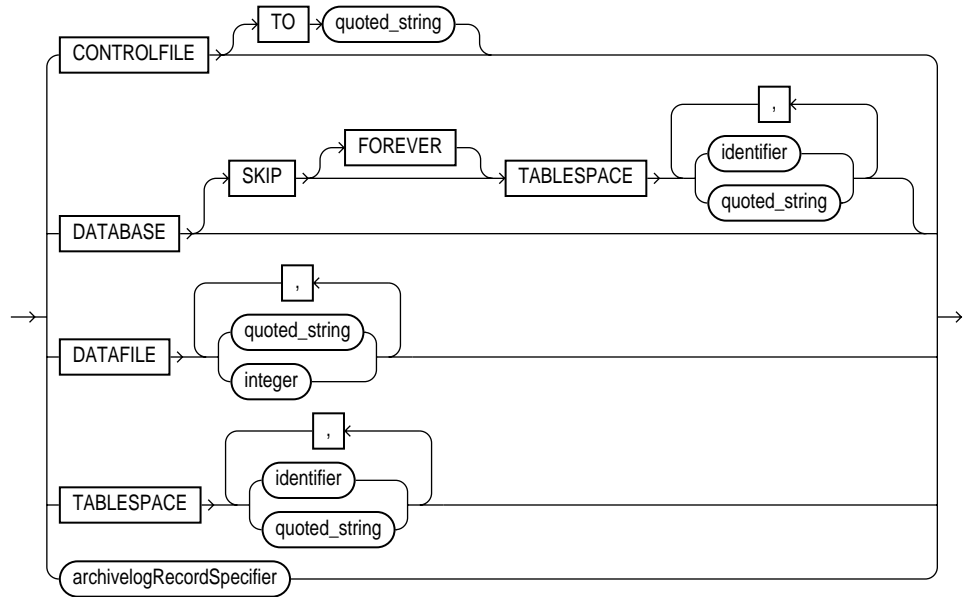 TO quoted_string
CONTROLFILE
,
FOREVER identifier
SKIP TABLESPACE
quoted_string
DATABASE
,
quoted_string
DATAFILE
integer
,
identifier
TABLESPACE
quoted_string
archivelogRecordSpecifier